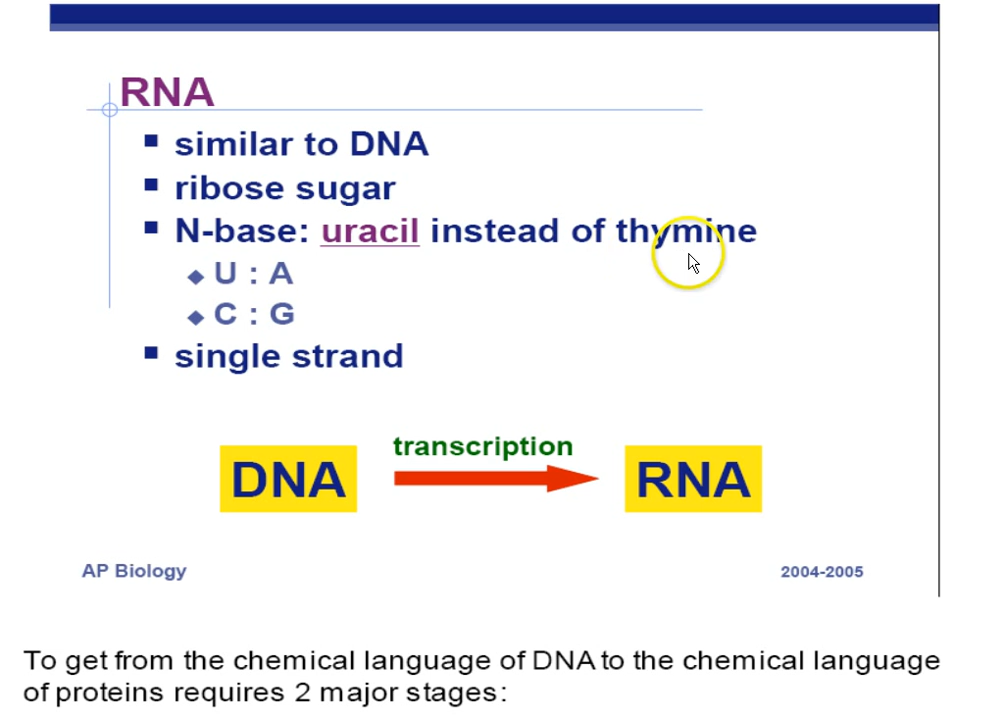 RNA
similar to DNA
ribose sugar
N-base: uracil instead of thymine
U : A
C : G
single strand
transcription
DNA
RNA
AP Biology
2004-2005
To get from the chemical language of DNA to the chemical language
of proteins requires 2 major stages: